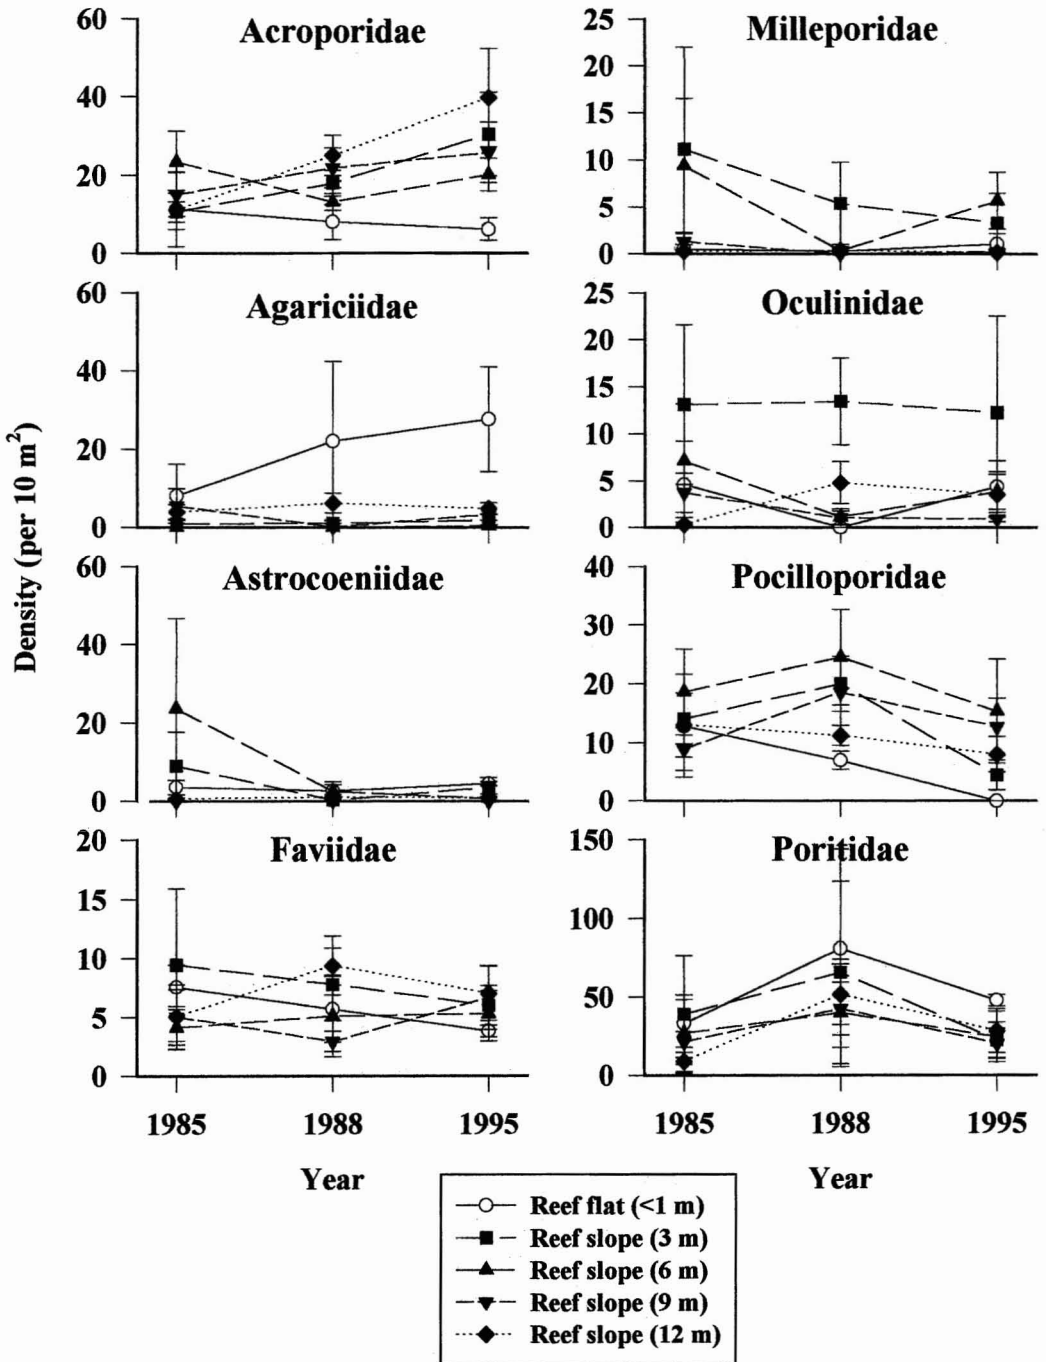 Density (per 10 m²)
Acroporidae
60
40
20
0
Milleporidae
25
20
15
10
5
0
Agariciidae
60
40
20
0
Oculinidae
25
20
15
10
5
0
Astrocoeniidae
60
40
20
0
Pocilloporidae
40
30
20
10
0
Faviidae
20
15
10
5
0
1985 1988 1995
Year
Poritidae
150
100
50
0
1985 1988 1995
Year
Reef flat (<1 m)
Reef slope (3 m)
Reef slope (6 m)
Reef slope (9 m)
Reef slope (12 m)